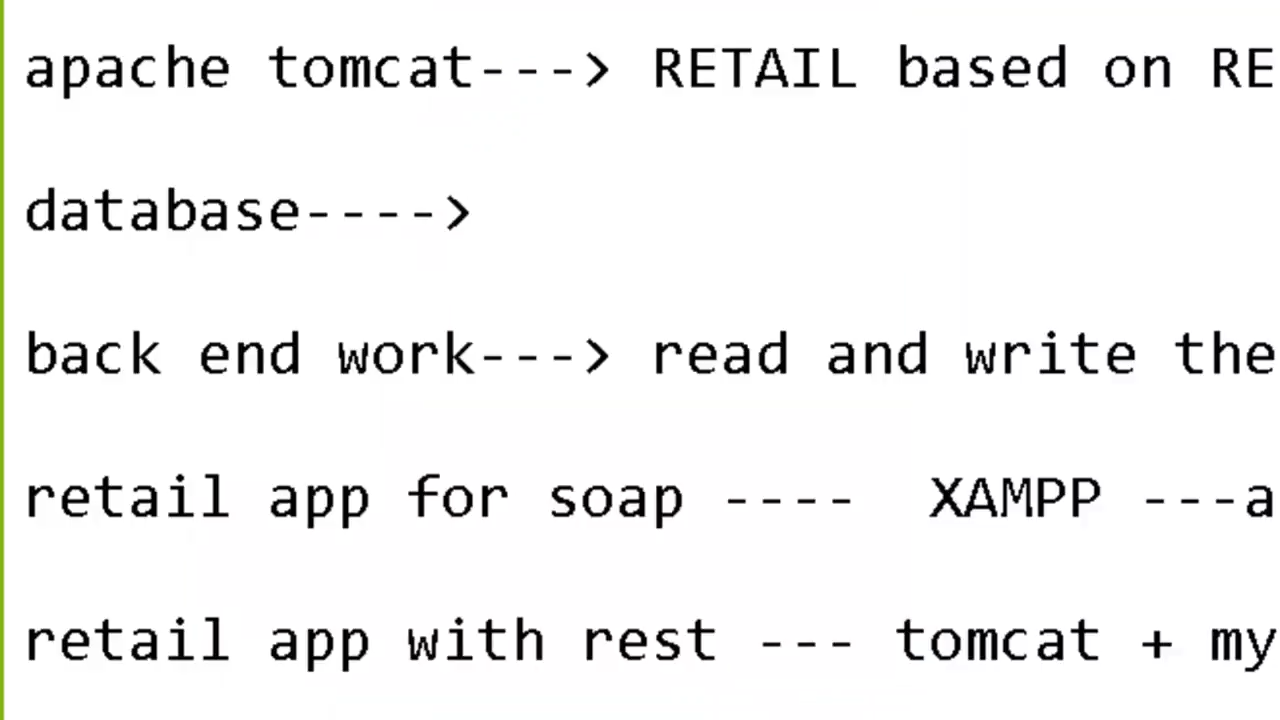 apache tomcat---> RETAIL based on RE
database---->
back end work---> read and write the
retail app for soap ---- XAMPP ---a
retail app with rest --- tomcat + my